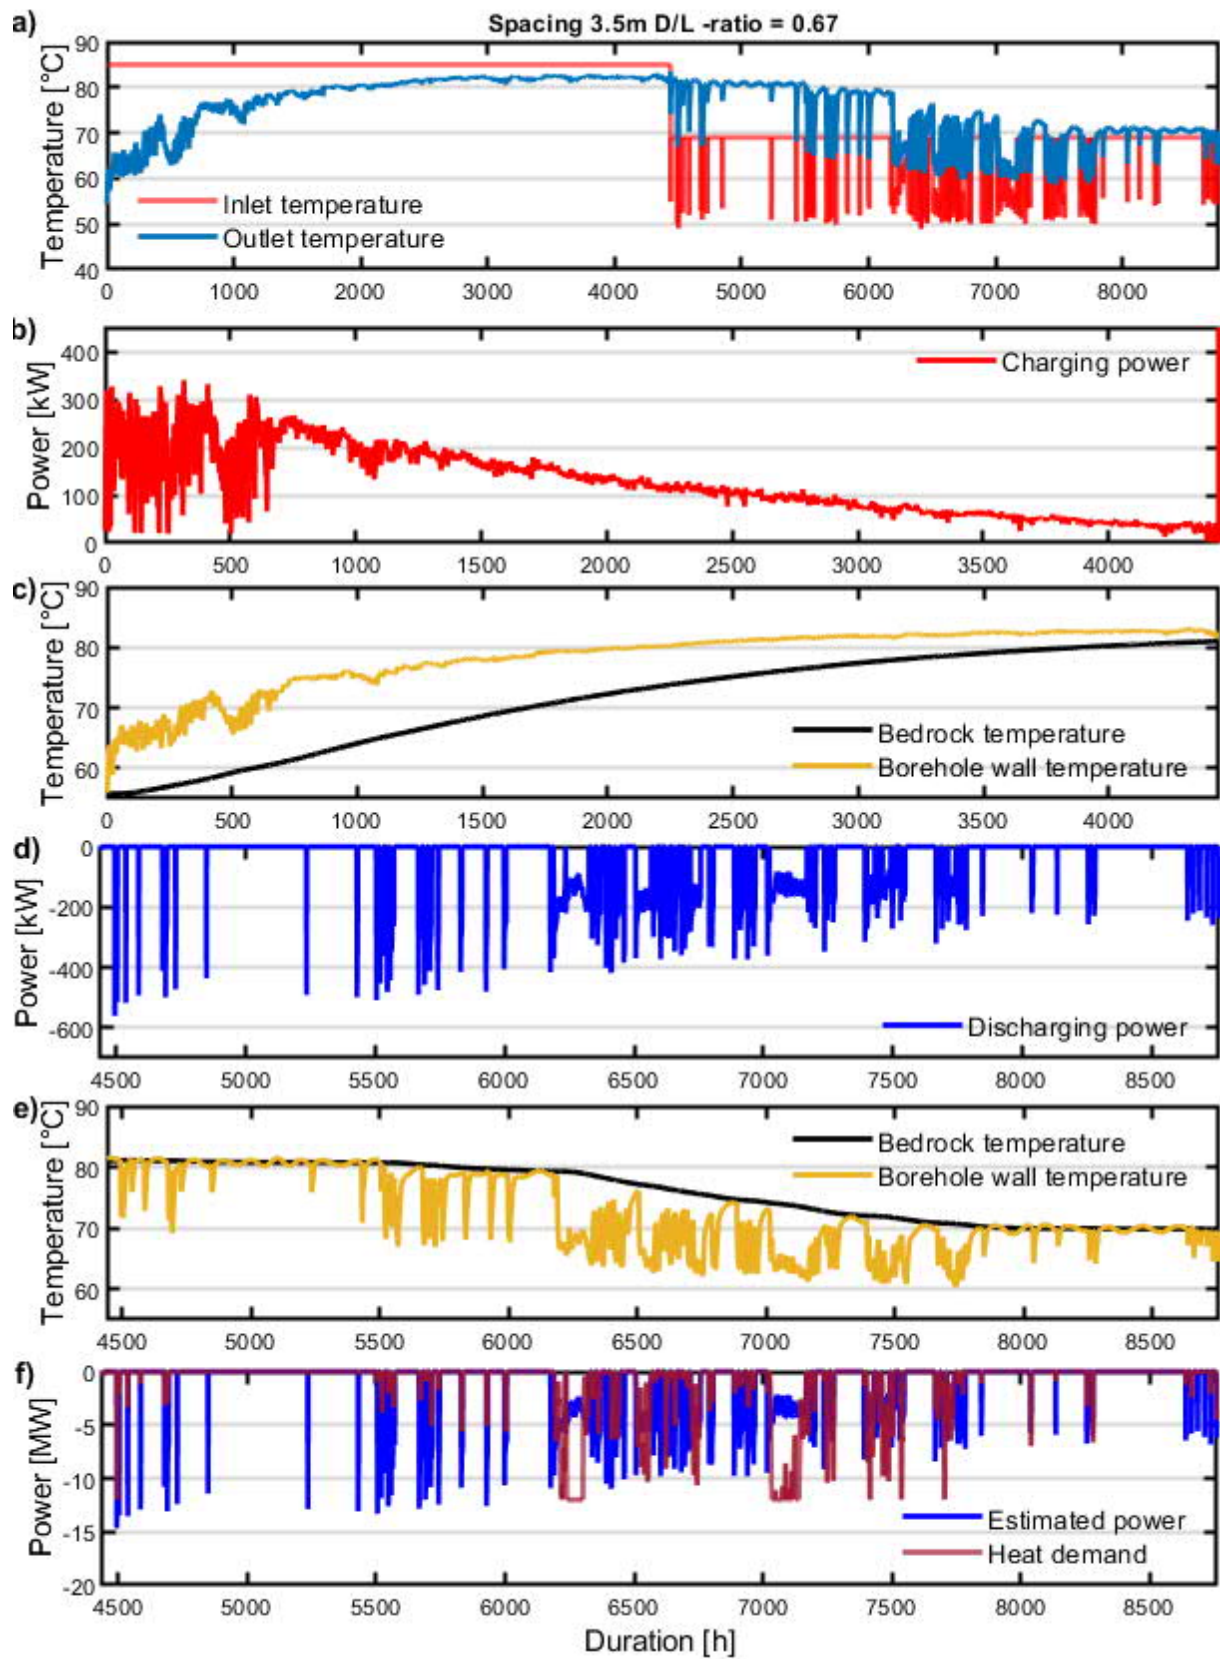 a) Spacing 3.5m D/L -ratio = 0.67
Temperature [°C]
90
80
70
60
50
40
Inlet temperature
Outlet temperature
0 1000 2000 3000 4000 5000 6000 7000 8000
b)
Power [kW]
400
300
200
100
0
Charging power
0 500 1000 1500 2000 2500 3000 3500 4000
c)
Temperature [°C]
90
80
70
60
Bedrock temperature
Borehole wall temperature
0 500 1000 1500 2000 2500 3000 3500 4000
d)
Power [kW]
0
-200
-400
-600
Discharging power
4500 5000 5500 6000 6500 7000 7500 8000 8500
e)
Temperature [°C]
90
80
70
60
Bedrock temperature
Borehole wall temperature
4500 5000 5500 6000 6500 7000 7500 8000 8500
f)
Power [MW]
0
-5
-10
-15
-20
Estimated power
Heat demand
4500 5000 5500 6000 6500 7000 7500 8000 8500
Duration [h]